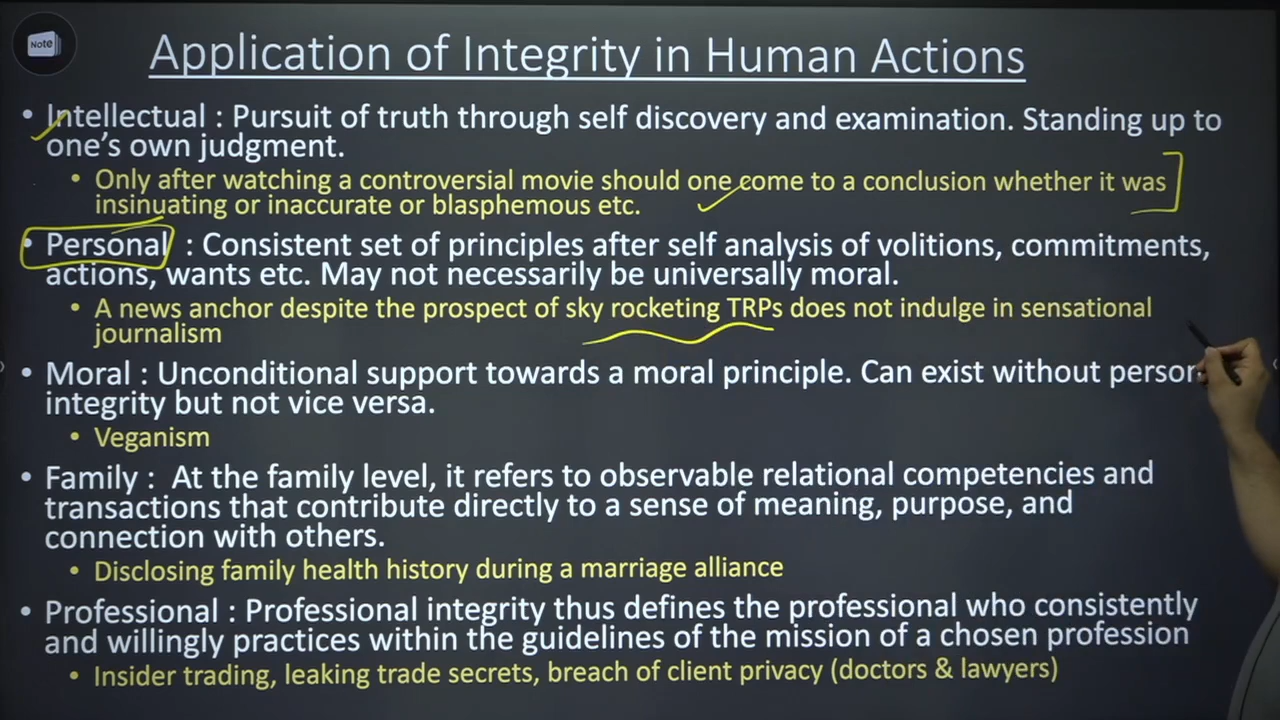 Note
Application of Integrity in Human Actions
• Intellectual : Pursuit of truth through self discovery and examination. Standing up to
one's own judgment.
• Only after watching a controversial movie should one come to a conclusion whether it was
insinuating or inaccurate or blasphemous etc.
• Personal : Consistent set of principles after self analysis of volitions, commitments,
actions, wants etc. May not necessarily be universally moral.
• A news anchor despite the prospect of sky rocketing TRPs does not indulge in sensational
journalism
• Moral : Unconditional support towards a moral principle. Can exist without person
integrity but not vice versa.
• Veganism
• Family : At the family level, it refers to observable relational competencies and
transactions that contribute directly to a sense of meaning, purpose, and
connection with others.
• Disclosing family health history during a marriage alliance
• Professional : Professional integrity thus defines the professional who consistently
and willingly practices within the guidelines of the mission of a chosen profession
• Insider trading, leaking trade secrets, breach of client privacy (doctors & lawyers)